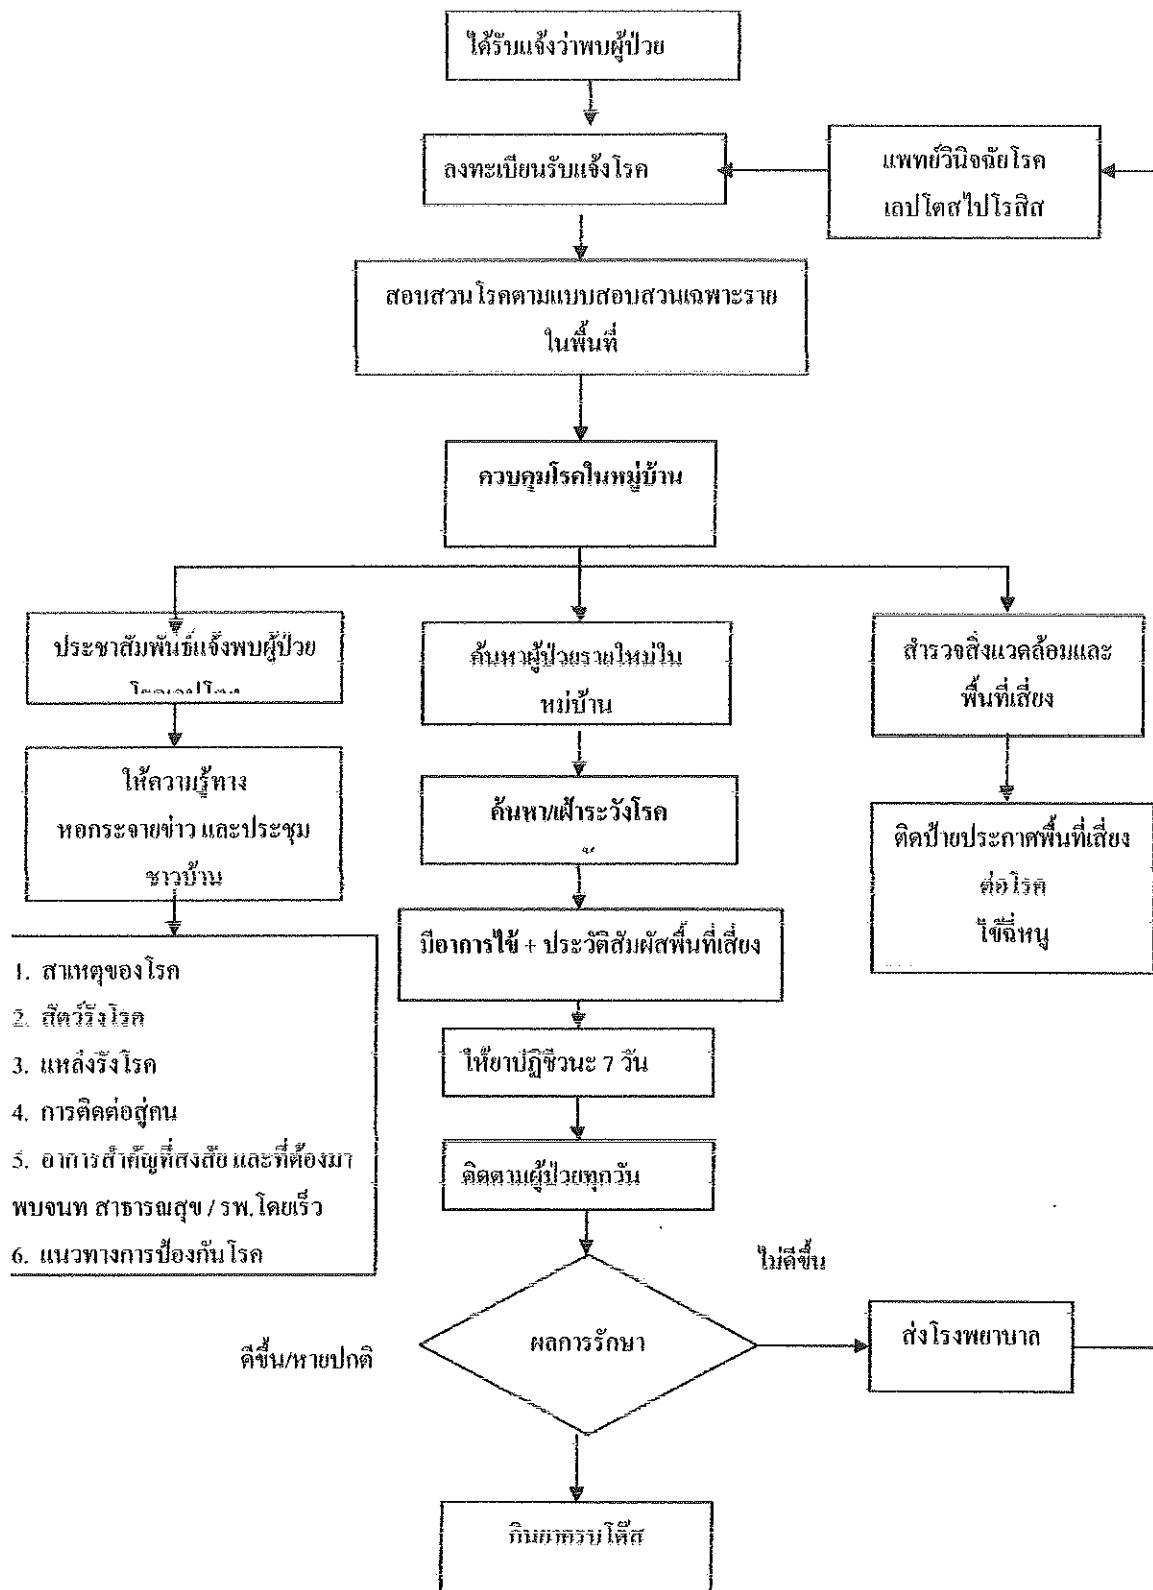 ได้รับแจ้งว่าพบผู้ป่วย
ลงทะเบียนรับแจ้งโรค
แพทย์วินิจฉัยโรค
เลปโตสไปโรสิส
สอบสวนโรคตามแบบสอบสวนเฉพาะราย
ในพื้นที่
ควบคุมโรคในหมู่บ้าน
ประชาสัมพันธ์แจ้งพบผู้ป่วย
ค้นหาผู้ป่วยรายใหม่ใน
หมู่บ้าน
สำรวจสิ่งแวดล้อมและ
พื้นที่เสี่ยง
ให้ความรู้ทาง
หอกระจายข่าว และประชุม
ชาวบ้าน
ค้นหา/เฝ้าระวังโรค
ติดป้ายประกาศพื้นที่เสี่ยง
ต่อโรค
ไข้ฉี่หนู
มีอาการไข้ + ประวัติสัมผัสพื้นที่เสี่ยง
1. สาเหตุของโรค
2. สัตว์รังโรค
3. แหล่งรังโรค
4. การติดต่อสู่คน
5. อาการสำคัญที่สงสัย และที่ต้องมา
พบจนท สาธารณสุข / รพ.โดยเร็ว
6. แนวทางการป้องกันโรค
ให้ยาปฏิชีวนะ 7 วัน
ติดตามผู้ป่วยทุกวัน
ไม่ดีขึ้น
ผลการรักษา
ส่งโรงพยาบาล
ดีขึ้น/หายปกติ
กินยาครบโด๊ส